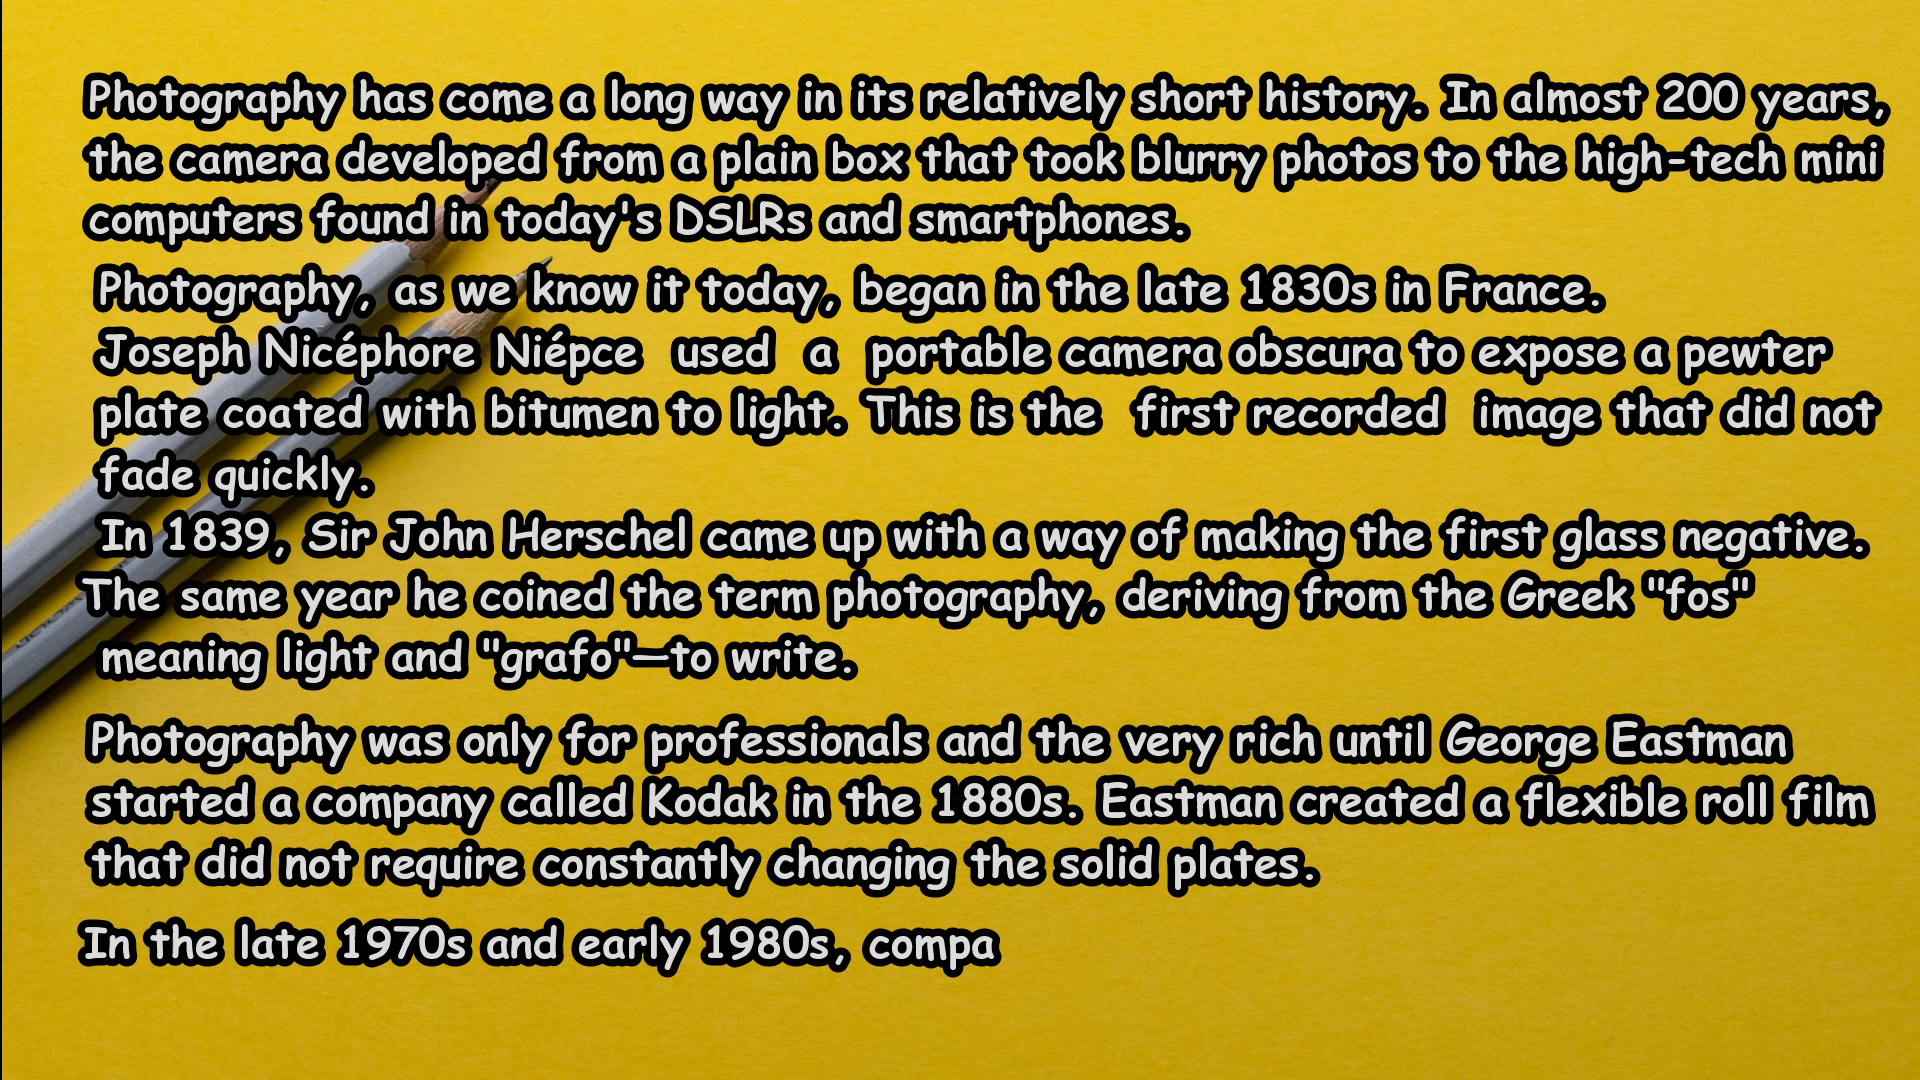 Photography has come a long way in its relatively short history. In almost 200 years,
the camera developed from a plain box that took blurry photos to the high-tech mini
computers found in today's DSLRs and smartphones.
Photography, as we know it today, began in the late 1830s in France.
Joseph Nicéphore Niépce used a portable camera obscura to expose a pewter
plate coated with bitumen to light. This is the first recorded image that did not
fade quickly.
In 1839, Sir John Herschel came up with a way of making the first glass negative.
The same year he coined the term photography, deriving from the Greek "fos"
meaning light and "grafo"—to write.
Photography was only for professionals and the very rich until George Eastman
started a company called Kodak in the 1880s. Eastman created a flexible roll film
that did not require constantly changing the solid plates.
In the late 1970s and early 1980s, compa